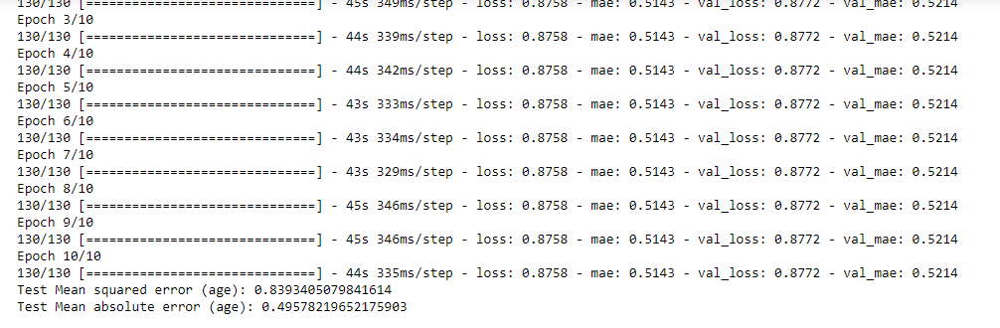 130/130 [==============================] - 45s 349ms/step - loss: 0.8758 - mae: 0.5143 - val_loss: 0.8772 - val_mae: 0.5214
Epoch 3/10
130/130 [==============================] - 44s 339ms/step - loss: 0.8758 - mae: 0.5143 - val_loss: 0.8772 - val_mae: 0.5214
Epoch 4/10
130/130 [==============================] - 44s 342ms/step - loss: 0.8758 - mae: 0.5143 - val_loss: 0.8772 - val_mae: 0.5214
Epoch 5/10
130/130 [==============================] - 43s 333ms/step - loss: 0.8758 - mae: 0.5143 - val_loss: 0.8772 - val_mae: 0.5214
Epoch 6/10
130/130 [==============================] - 43s 334ms/step - loss: 0.8758 - mae: 0.5143 - val_loss: 0.8772 - val_mae: 0.5214
Epoch 7/10
130/130 [==============================] - 43s 329ms/step - loss: 0.8758 - mae: 0.5143 - val_loss: 0.8772 - val_mae: 0.5214
Epoch 8/10
130/130 [==============================] - 45s 346ms/step - loss: 0.8758 - mae: 0.5143 - val_loss: 0.8772 - val_mae: 0.5214
Epoch 9/10
130/130 [==============================] - 45s 346ms/step - loss: 0.8758 - mae: 0.5143 - val_loss: 0.8772 - val_mae: 0.5214
Epoch 10/10
130/130 [==============================] - 44s 335ms/step - loss: 0.8758 - mae: 0.5143 - val_loss: 0.8772 - val_mae: 0.5214
Test Mean squared error (age): 0.8393405079841614
Test Mean absolute error (age): 0.49578219652175903